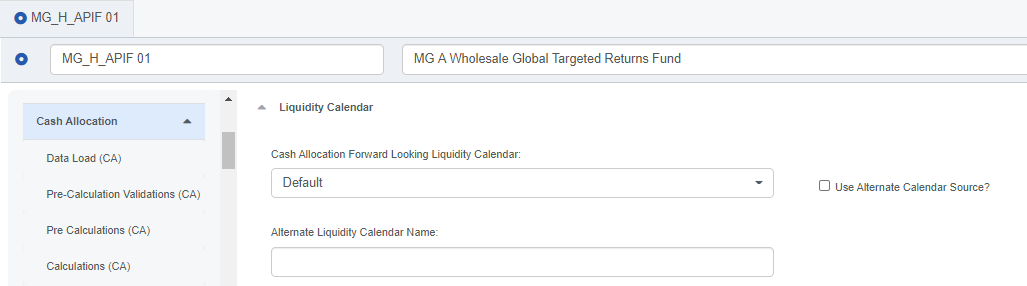 MG_H_APIF 01
MG_H_APIF 01 MG A Wholesale Global Targeted Returns Fund
Cash Allocation
Data Load (CA)
Pre-Calculation Validations (CA)
Pre Calculations (CA)
Calculations (CA)
Liquidity Calendar
Cash Allocation Forward Looking Liquidity Calendar:
Default
Use Alternate Calendar Source?
Alternate Liquidity Calendar Name: